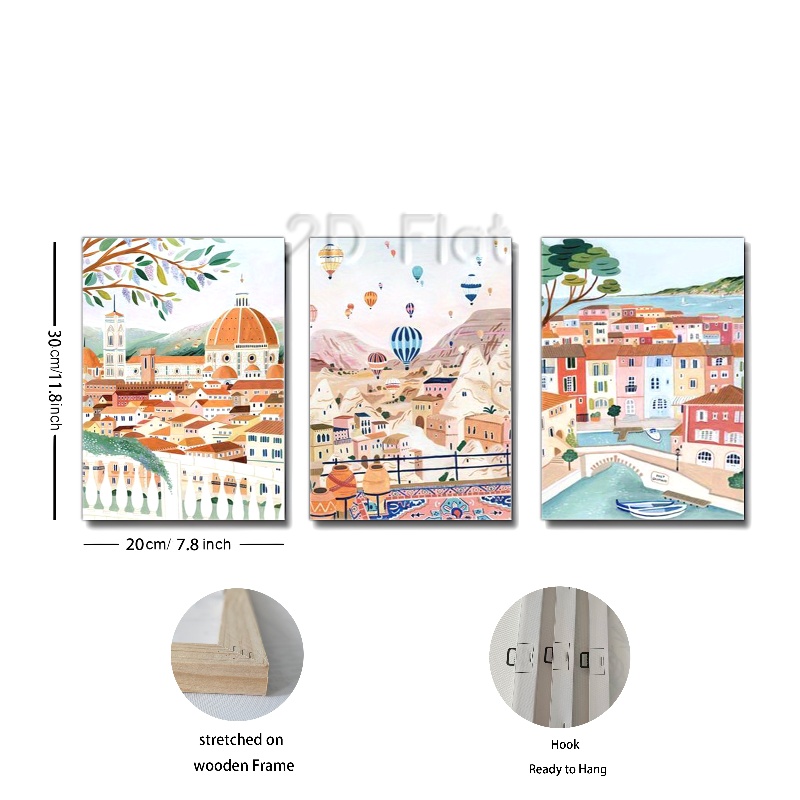 2D Flat
30cm/11.8inch
20cm/ 7.8 inch
stretched on
wooden Frame
Hook
Ready to Hang